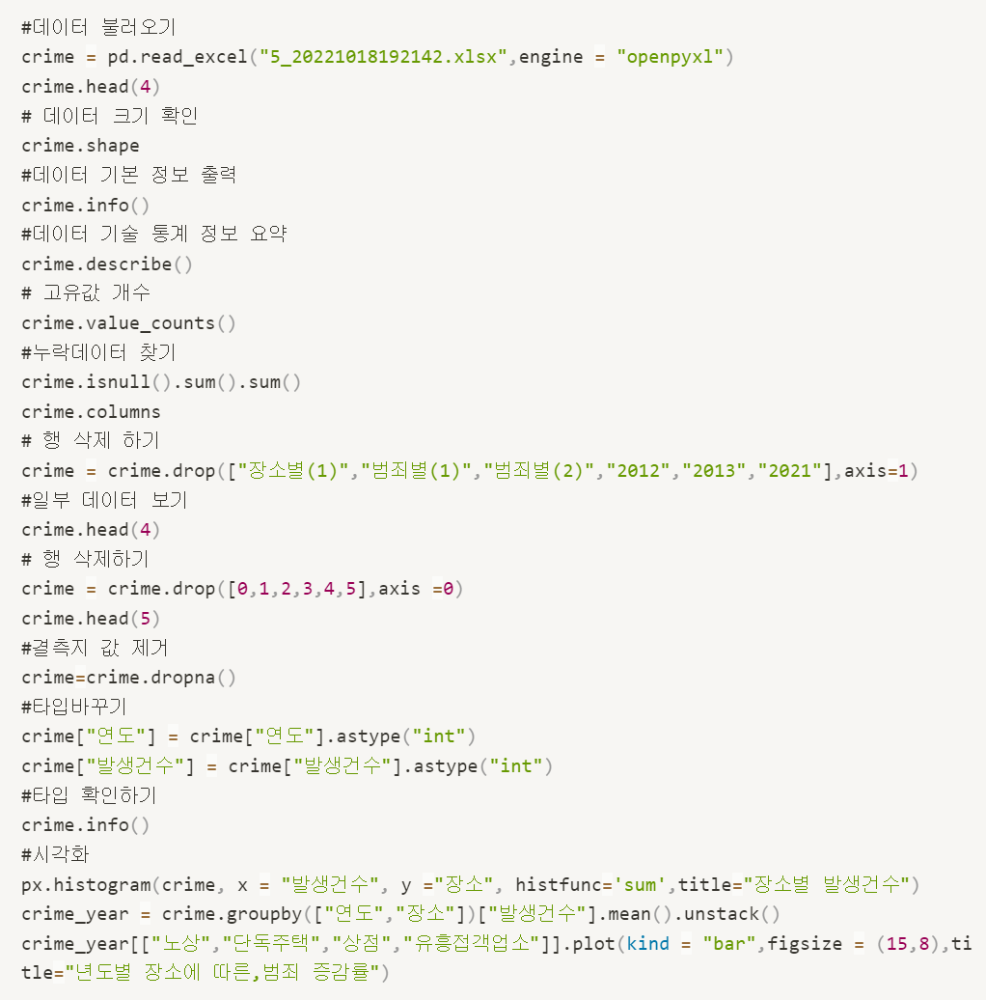 #데이터 불러오기
crime = pd.read_excel("5_20221018192142.xlsx",engine = "openpyxl")
crime.head(4)
# 데이터 크기 확인
crime.shape
#데이터 기본 정보 출력
crime.info()
#데이터 기술 통계 정보 요약
crime.describe()
# 고유값 개수
crime.value_counts()
#누락데이터 찾기
crime.isnull().sum().sum()
crime.columns
# 행 삭제 하기
crime = crime.drop(["장소별(1)","범죄별(1)","범죄별(2)","2012","2013","2021"],axis=1)
#일부 데이터 보기
crime.head(4)
# 행 삭제하기
crime = crime.drop([0,1,2,3,4,5],axis =0)
crime.head(5)
#결측지 값 제거
crime=crime.dropna()
#타입바꾸기
crime["연도"] = crime["연도"].astype("int")
crime["발생건수"] = crime["발생건수"].astype("int")
#타입 확인하기
crime.info()
#시각화
px.histogram(crime, x = "발생건수", y ="장소", histfunc='sum',title="장소별 발생건수")
crime_year = crime.groupby(["연도","장소"])["발생건수"].mean().unstack()
crime_year[["노상","단독주택","상점","유흥접객업소"]].plot(kind = "bar",figsize = (15,8),ti
tle="년도별 장소에 따른,범죄 증감률")